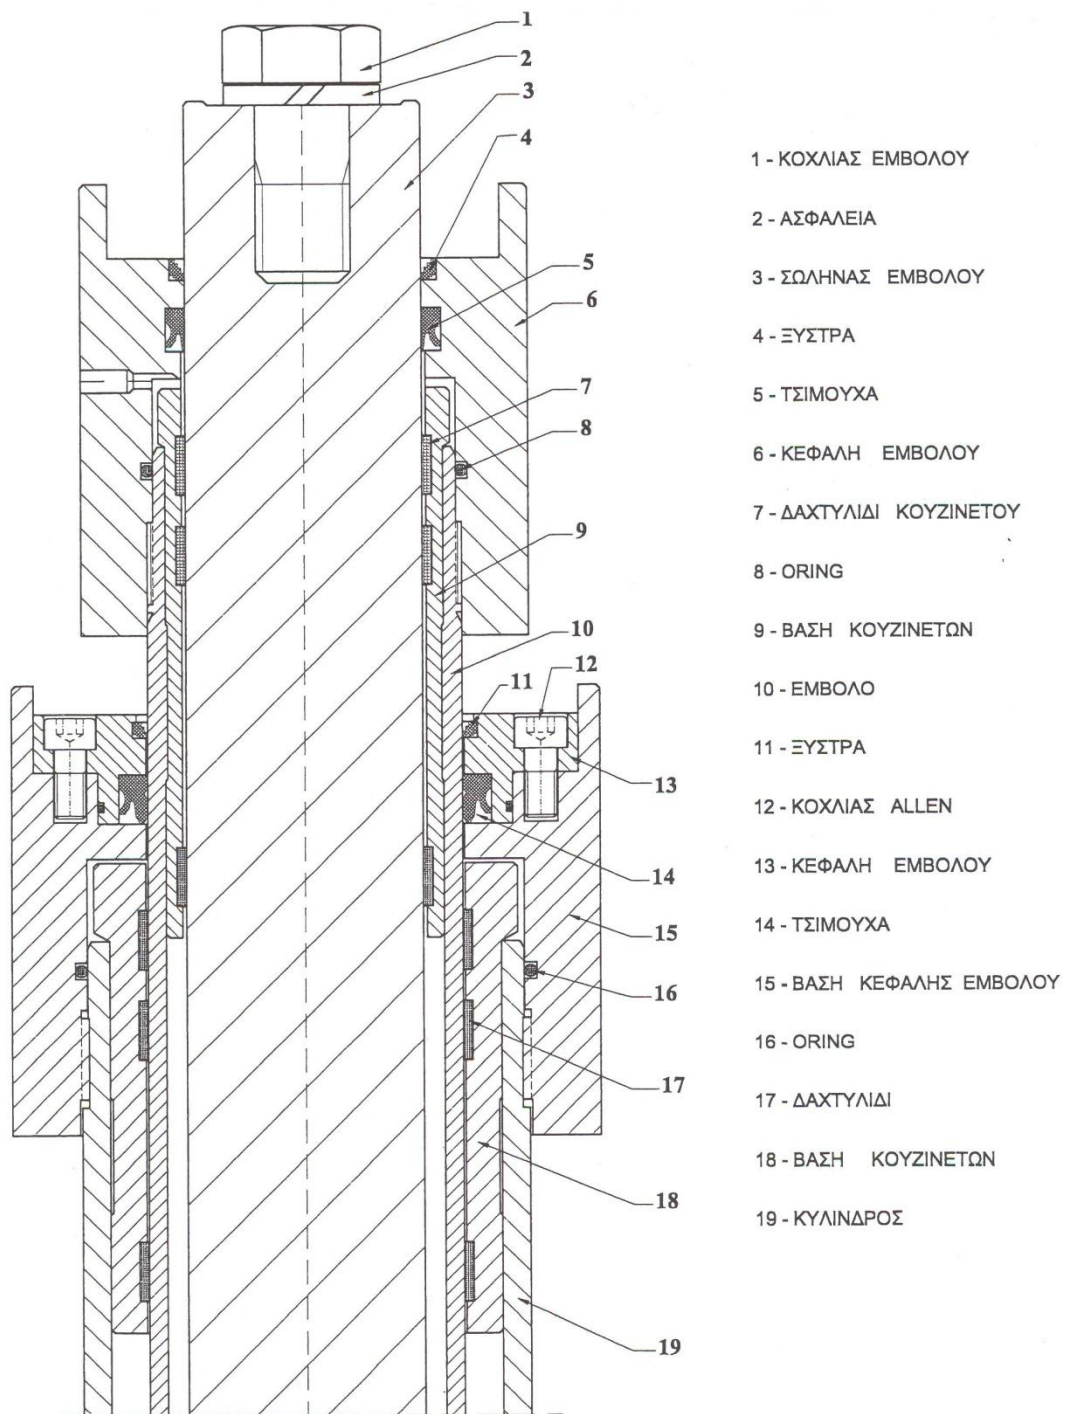 1
2
3
4
5
6
7
8
9
10
11
12
13
14
15
16
17
18
19
1 - ΚΟΧΛΙΑΣ ΕΜΒΟΛΟΥ
2 - ΑΣΦΑΛΕΙΑ
3 - ΣΩΛΗΝΑΣ ΕΜΒΟΛΟΥ
4 - ΞΥΣΤΡΑ
5 - ΤΣΙΜΟΥΧΑ
6 - ΚΕΦΑΛΗ ΕΜΒΟΛΟΥ
7 - ΔΑΧΤΥΛΙΔΙ ΚΟΥΖΙΝΕΤΟΥ
8 - ORING
9 - ΒΑΣΗ ΚΟΥΖΙΝΕΤΩΝ
10 - ΕΜΒΟΛΟ
11 - ΞΥΣΤΡΑ
12 - ΚΟΧΛΙΑΣ ALLEN
13 - ΚΕΦΑΛΗ ΕΜΒΟΛΟΥ
14 - ΤΣΙΜΟΥΧΑ
15 - ΒΑΣΗ ΚΕΦΑΛΗΣ ΕΜΒΟΛΟΥ
16 - ORING
17 - ΔΑΧΤΥΛΙΔΙ
18 - ΒΑΣΗ ΚΟΥΖΙΝΕΤΩΝ
19 - ΚΥΛΙΝΔΡΟΣ